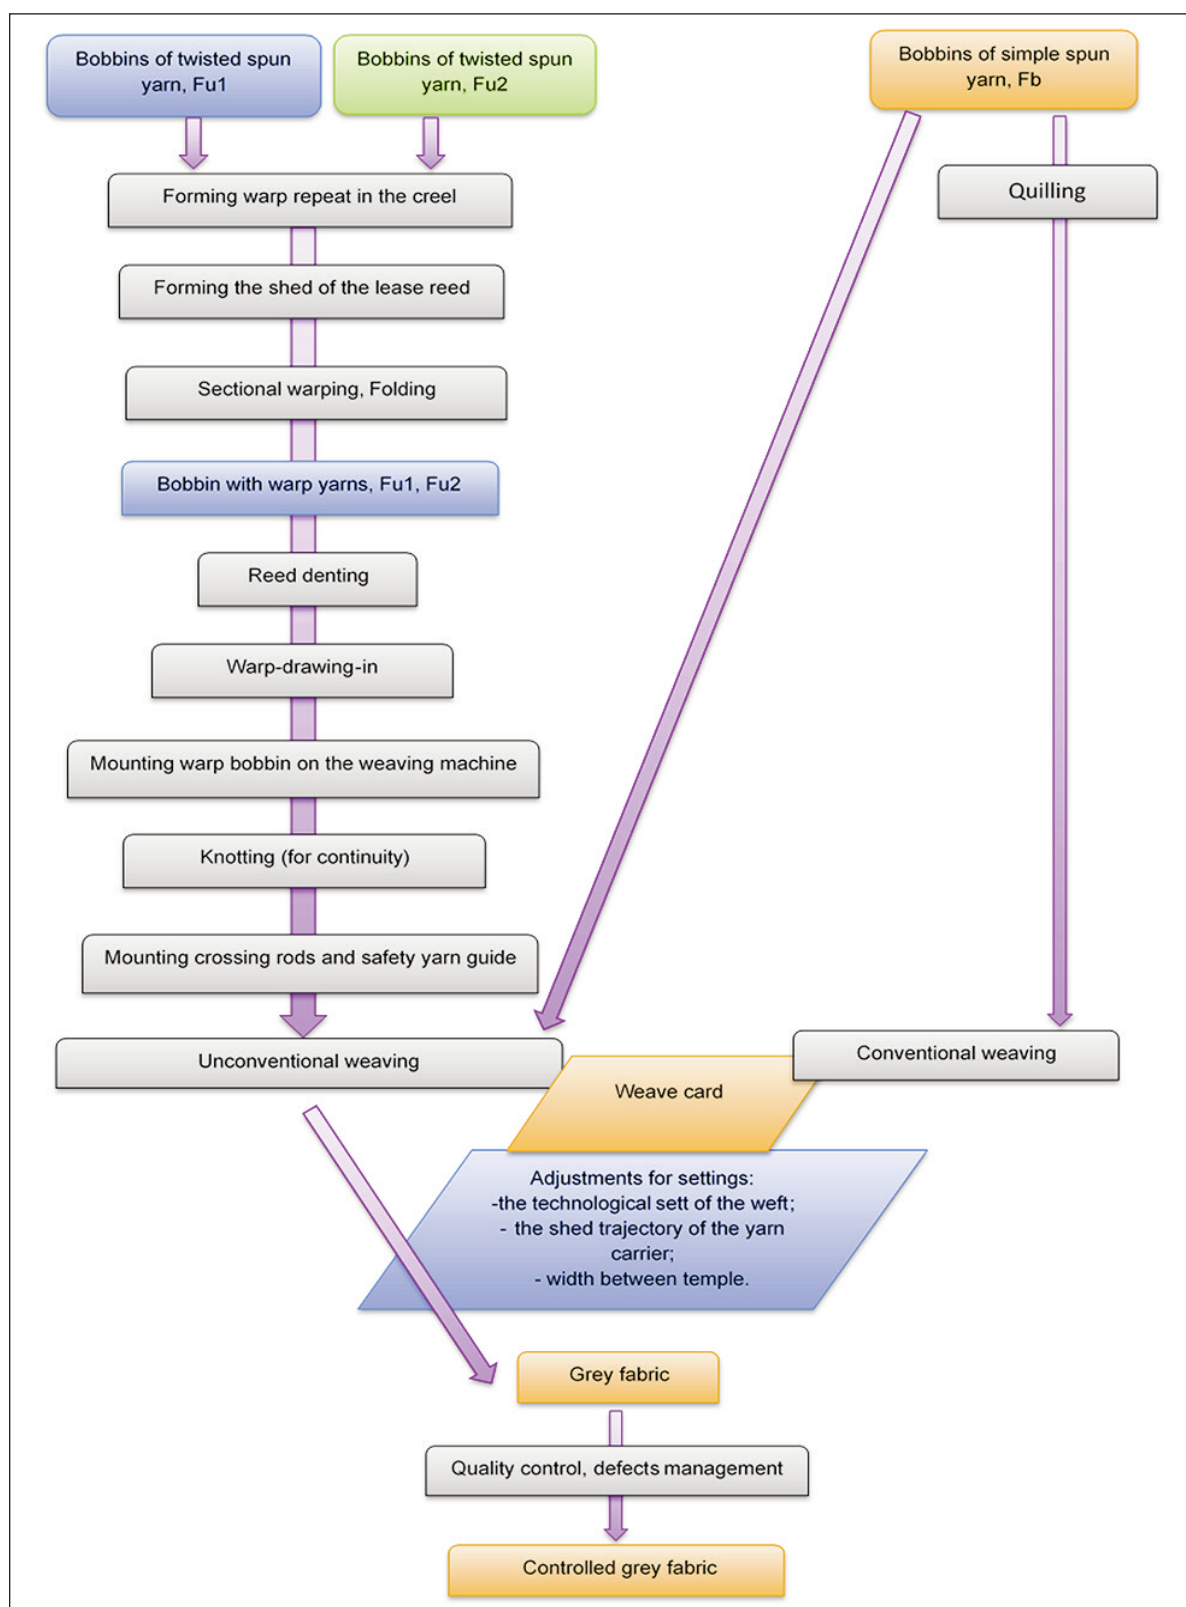 Bobbins of twisted spun
yarn, Fu1
Bobbins of twisted spun
yarn, Fu2
Bobbins of simple spun
yarn, Fb
Forming warp repeat in the creel
Quilling
Forming the shed of the lease reed
Sectional warping, Folding
Bobbin with warp yarns, Fu1, Fu2
Reed denting
Warp-drawing-in
Mounting warp bobbin on the weaving machine
Knotting (for continuity)
Mounting crossing rods and safety yarn guide
Unconventional weaving
Conventional weaving
Weave card
Adjustments for settings:
-the technological sett of the weft;
- the shed trajectory of the yarn
carrier;
- width between temple.
Grey fabric
Quality control, defects management
Controlled grey fabric